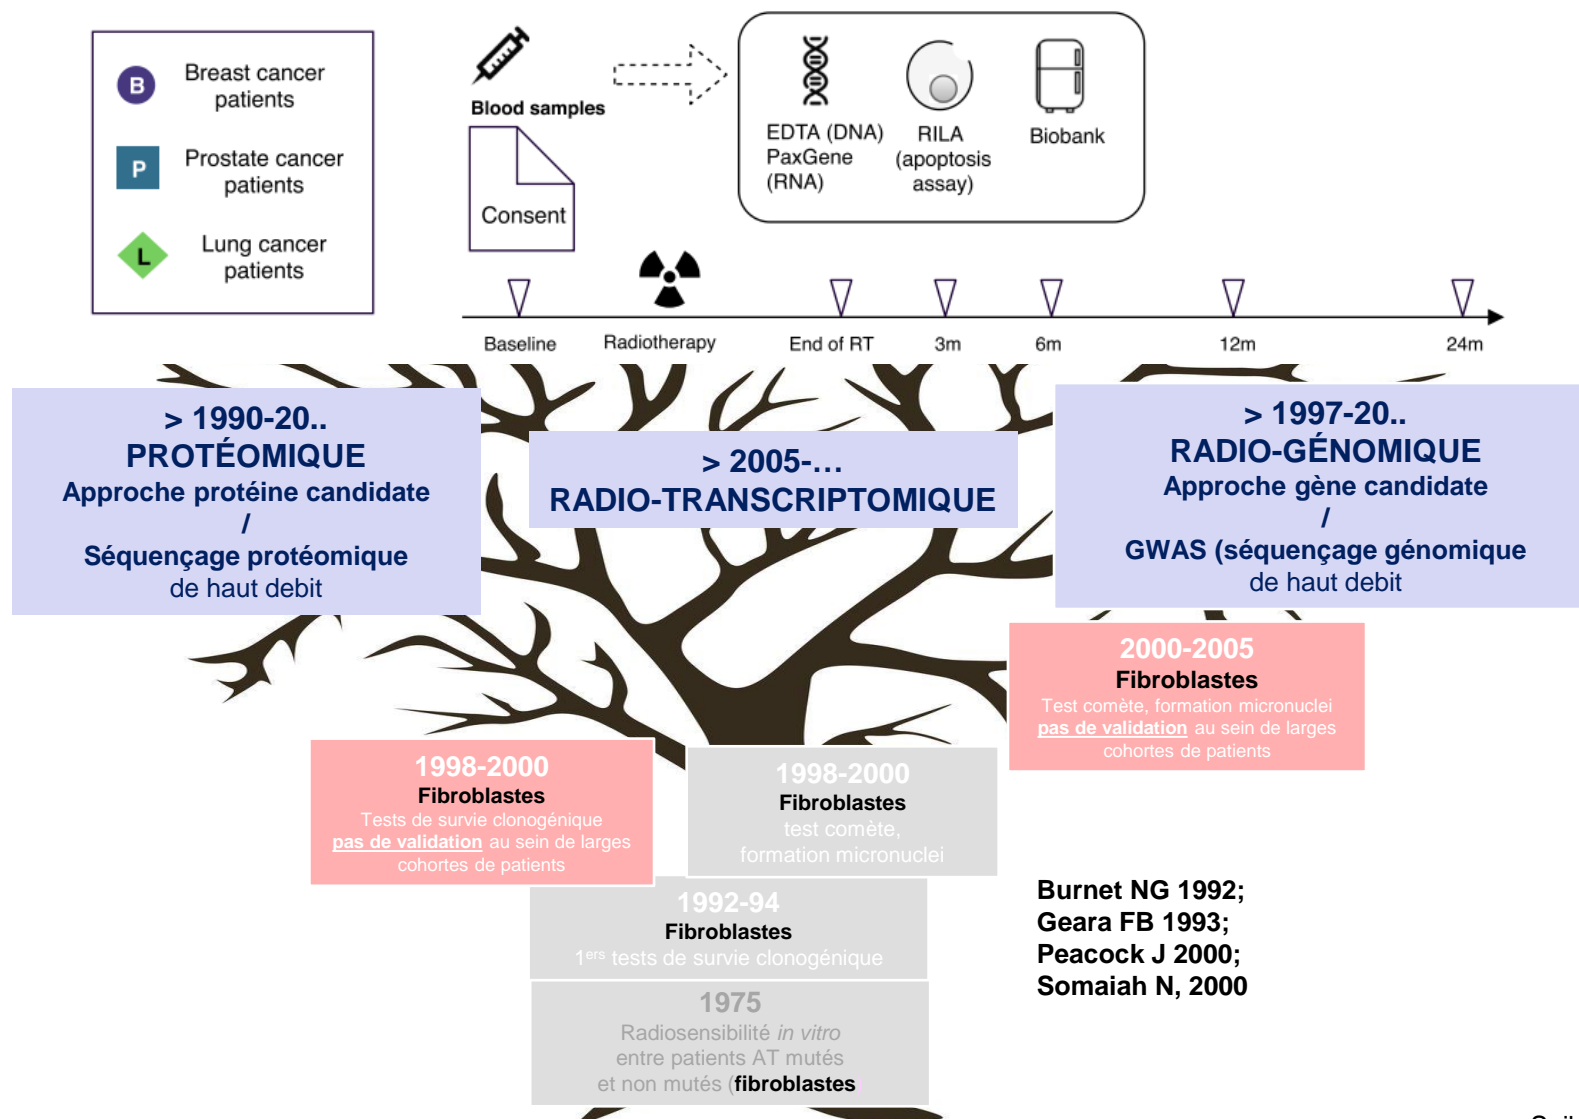 B
Breast cancer
patients
P
Prostate cancer
patients
L
Lung cancer
patients
Blood samples
Consent
EDTA (DNA)
PaxGene
(RNA)
RILA
(apoptosis
assay)
Biobank
Baseline
Radiotherapy
End of RT
3m
6m
12m
24m
> 1990-20..
PROTÉOMIQUE
Approche protéine candidate
/
Séquençage protéomique
de haut debit
> 2005-...
RADIO-TRANSCRIPTOMIQUE
> 1997-20..
RADIO-GÉNOMIQUE
Approche gène candidate
/
GWAS (séquençage génomique
de haut debit
2000-2005
Fibroblastes
Test comète, formation micronuclei
pas de validation au sein de larges
cohortes de patients
1998-2000
Fibroblastes
Tests de survie clonogénique
pas de validation au sein de larges
cohortes de patients
1998-2000
Fibroblastes
test comète,
formation micronuclei
1992-94
Fibroblastes
1ers tests de survie clonogénique
1975
Radiosensibilité in vitro
entre patients AT mutés
et non mutés (fibroblastes
Burnet NG 1992;
Geara FB 1993;
Peacock J 2000;
Somaiah N, 2000